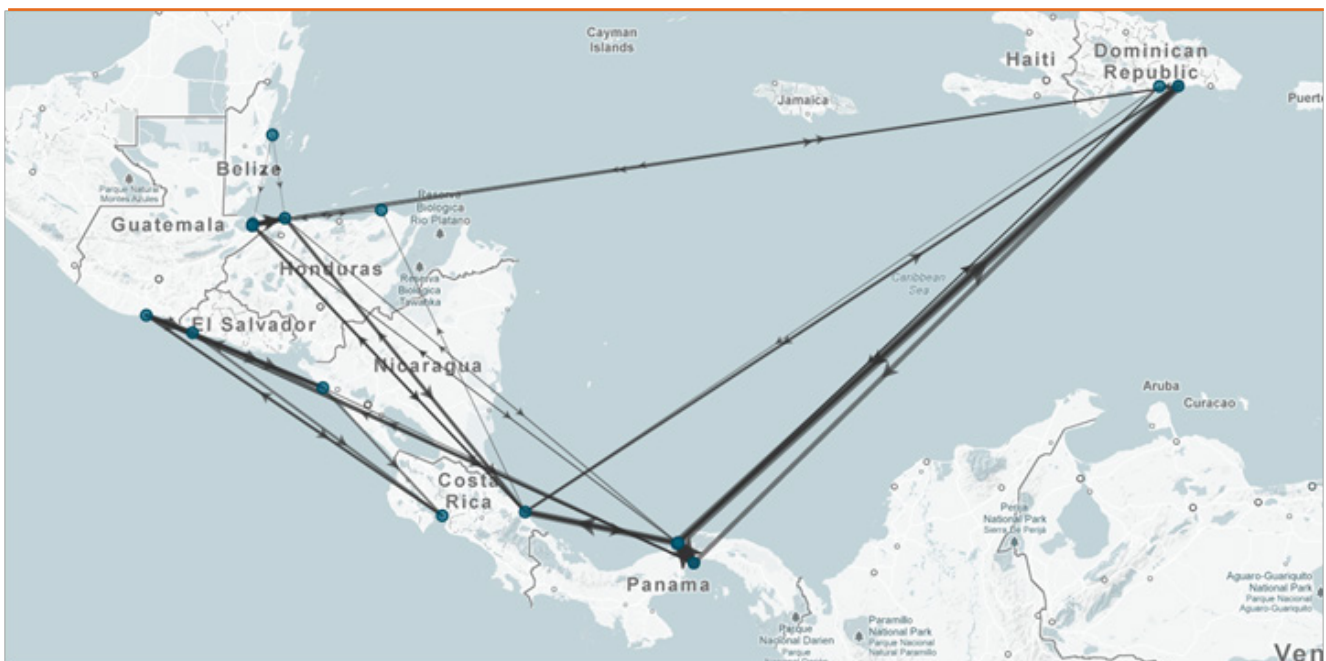 Cayman
Islands
Haiti
Dominican
Republic
Jamaica
Puert
Belize
Parque Natural
Montes Azules
Guatemala
Reserva
Biologica
Rio Platano
Honduras
Reserva
Biologica
Tawahka
Caribbean
Sea
El Salvador
Nicaragua
Aruba
Curacao
Costa
Rica
Perija
National Park
Sierra De Perija
Panama
Parque
Nacional Darien
Parque
Paramillo
National Park
Parque Nacional
Natural Paramillo
Aguaro-Guariquito
National Park
Parque Nacional
Aguaro-Guariquito
Ven